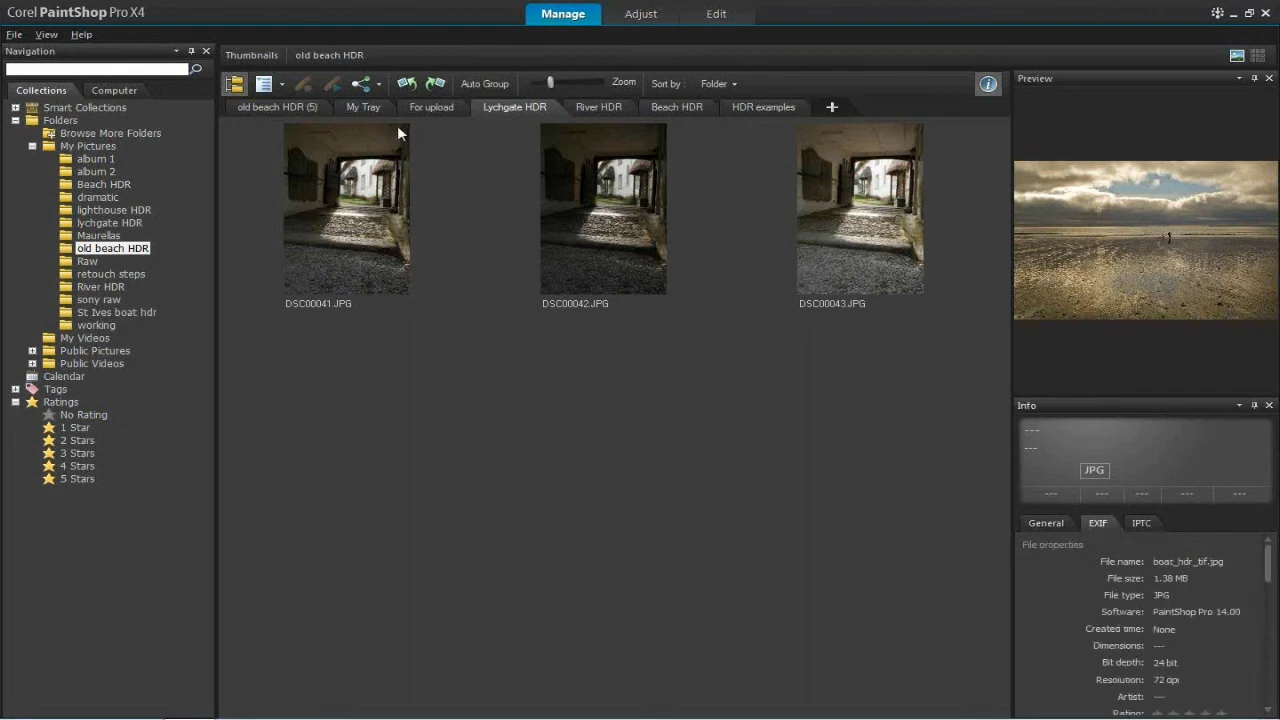 Corel PaintShop Pro X4
Manage
Adjust
Edit
File View Help
Navigation
Collections
Computer
Smart Collections
Folders
Browse More Folders
My Pictures
album 1
album 2
Beach HDR
dramatic
lighthouse HDR
lychgate HDR
Maurellas
old beach HDR
Raw
retouch steps
River HDR
sony raw
St Ives boat hdr
working
My Videos
Public Pictures
Public Videos
Calendar
Tags
Ratings
No Rating
1 Star
2 Stars
3 Stars
4 Stars
5 Stars
Thumbnails old beach HDR
Auto Group Zoom Sort by : Folder
old beach HDR (5) My Tray For upload Lychgate HDR River HDR Beach HDR HDR examples
DSC00041.JPG
DSC00042.JPG
DSC00043.JPG
Preview
Info
---
---
JPG
--- --- --- --- ---
General EXIF IPTC
File properties
File name: boat_hdr_tif.jpg
File size: 1.38 MB
File type: JPG
Software: PaintShop Pro 14.00
Created time: None
Dimensions: ---
Bit depth: 24 bit
Resolution: 72 dpi
Artist: ---
Rating: